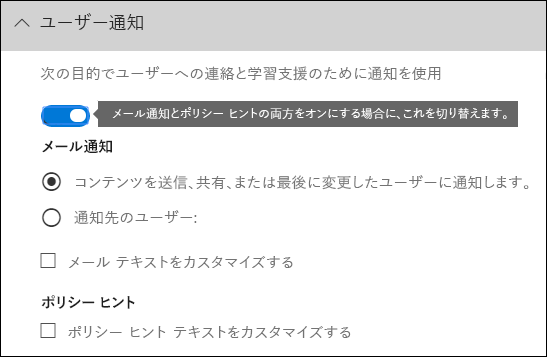 ユーザー通知
次の目的でユーザーへの連絡と学習支援のために通知を使用
メール通知とポリシー ヒントの両方をオンにする場合に、これを切り替えます。
メール通知
コンテンツを送信、共有、または最後に変更したユーザーに通知します。
通知先のユーザー:
メール テキストをカスタマイズする
ポリシー ヒント
ポリシー ヒント テキストをカスタマイズする